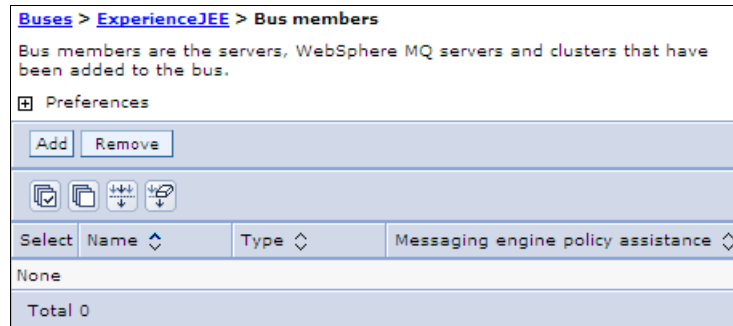 Buses > ExperienceJEE > Bus members
Bus members are the servers, WebSphere MQ servers and clusters that have
been added to the bus.
Preferences
Add Remove
Select Name Type Messaging engine policy assistance
None
Total 0